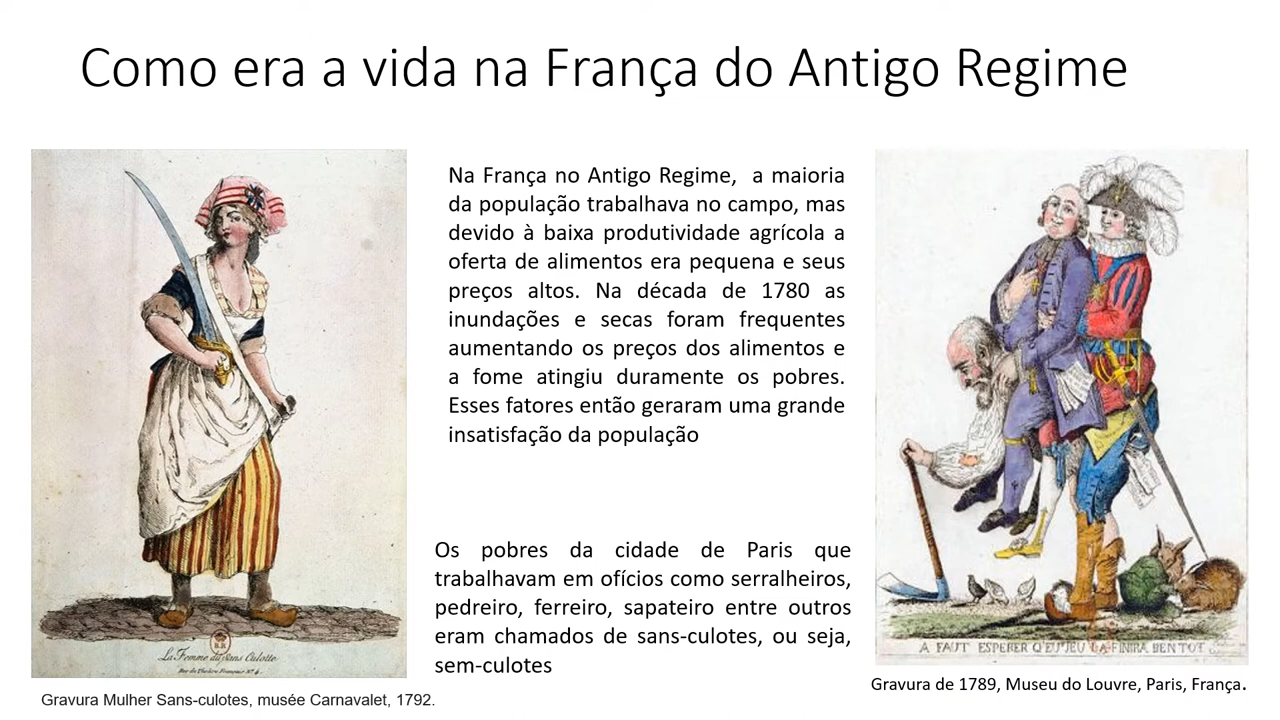 Como era a vida na França do Antigo Regime
Na França no Antigo Regime, a maioria
da população trabalhava no campo, mas
devido à baixa produtividade agrícola a
oferta de alimentos era pequena e seus
preços altos. Na década de 1780 as
inundações e secas foram frequentes
aumentando os preços dos alimentos e
a fome atingiu duramente os pobres.
Esses fatores então geraram uma grande
insatisfação da população
Os pobres da cidade de Paris que
trabalhavam em ofícios como serralheiros,
pedreiro, ferreiro, sapateiro entre outros
eram chamados de sans-culotes, ou seja,
sem-culotes
La Femme du Sans Culotte
Gravura Mulher Sans-culotes, musée Carnavalet, 1792.
A FAUT ESPERER Q'EU JEU LA FINIRA BEN TOT
Gravura de 1789, Museu do Louvre, Paris, França.